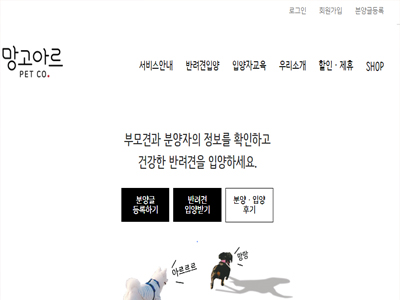 로그인 회원가입 분양글등록
망고아르
PET CO.
서비스안내 반려견입양 입양자교육 우리소개 할인 · 제휴 SHOP
부모견과 분양자의 정보를 확인하고
건강한 반려견을 입양하세요.
분양글
등록하기
반려견
입양받기
분양 · 입양
후기
아르르르
멍멍